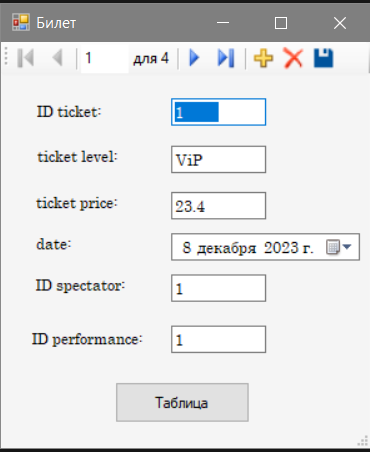 Билет
1 для 4
ID ticket: 1
ticket level: ViP
ticket price: 23.4
date: 8 декабря 2023 г.
ID spectator: 1
ID performance: 1
Таблица